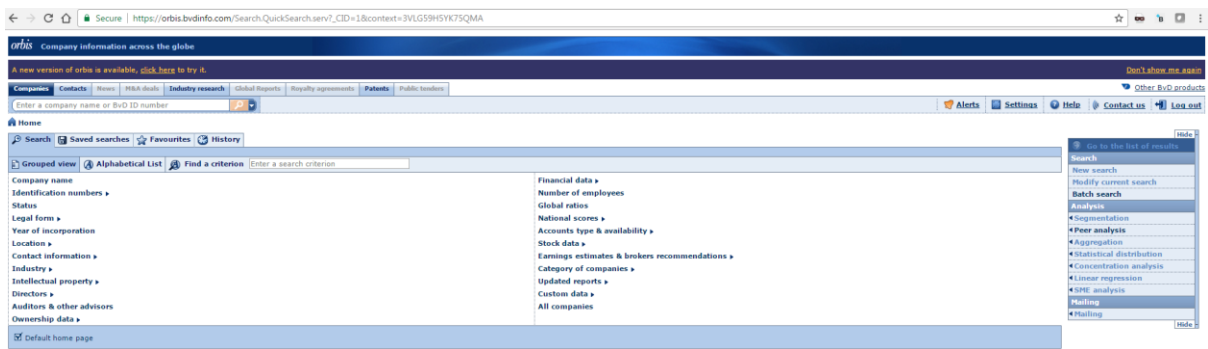 Secure | https://orbis.bvdinfo.com/Search.QuickSearch.serv?_CID=1&context=3VLG59H5YK75QMA
orbis Company information across the globe
A new version of orbis is available, click here to try it. Don't show me again
Companies Contacts News M&A deals Industry research Global Reports Royalty agreements Patents Public tenders Other BvD products
Enter a company name or BvD ID number Alerts Settings Help Contact us Log out
Home
Search Saved searches Favourites History
Grouped view Alphabetical List Find a criterion Enter a search criterion
Company name
Identification numbers
Status
Legal form
Year of incorporation
Location
Contact information
Industry
Intellectual property
Directors
Auditors & other advisors
Ownership data
Financial data
Number of employees
Global ratios
National scores
Accounts type & availability
Stock data
Earnings estimates & brokers recommendations
Category of companies
Updated reports
Custom data
All companies
Default home page
Hide
Go to the list of results
Search
New search
Modify current search
Batch search
Analysis
Segmentation
Peer analysis
Aggregation
Statistical distribution
Concentration analysis
Linear regression
SME analysis
Mailing
Mailing
Hide